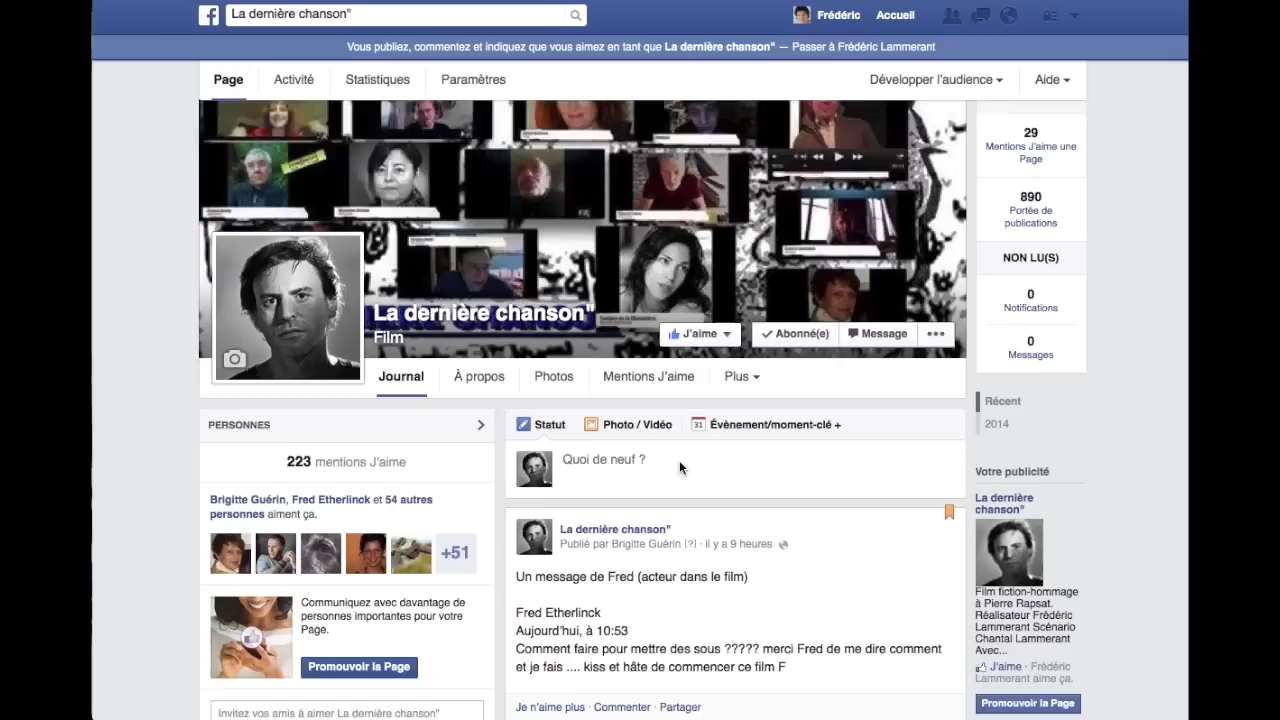 La dernière chanson"
Frédéric
Accueil
Vous publiez, commentez et indiquez que vous aimez en tant que La dernière chanson" — Passer à Frédéric Lammerant
Page
Activité
Statistiques
Paramètres
Développer l'audience
Aide
La dernière chanson"
Film
J'aime
Abonné(e)
Message
Journal
À propos
Photos
Mentions J'aime
Plus
PERSONNES
223 mentions J'aime
Brigitte Guérin, Fred Etherlinck et 54 autres
personnes aiment ça.
+51
Communiquez avec davantage de
personnes importantes pour votre
Page.
Promouvoir la Page
Invitez vos amis à aimer La dernière chanson"
Statut
Photo / Vidéo
31
Évènement/moment-clé +
Quoi de neuf ?
La dernière chanson"
Publié par Brigitte Guérin [?] · il y a 9 heures
Un message de Fred (acteur dans le film)
Fred Etherlinck
Aujourd'hui, à 10:53
Comment faire pour mettre des sous ????? merci Fred de me dire comment
et je fais .... kiss et hâte de commencer ce film F
Je n'aime plus · Commenter · Partager
29
Mentions J'aime une
Page
890
Portée de
publications
NON LU(S)
0
Notifications
0
Messages
Récent
2014
Votre publicité
La dernière
chanson"
Film fiction-hommage
à Pierre Rapsat.
Réalisateur Frédéric
Lammerant Scénario
Chantal Lammerant
Avec...
J'aime · Frédéric
Lammerant aime ça.
Promouvoir la Page